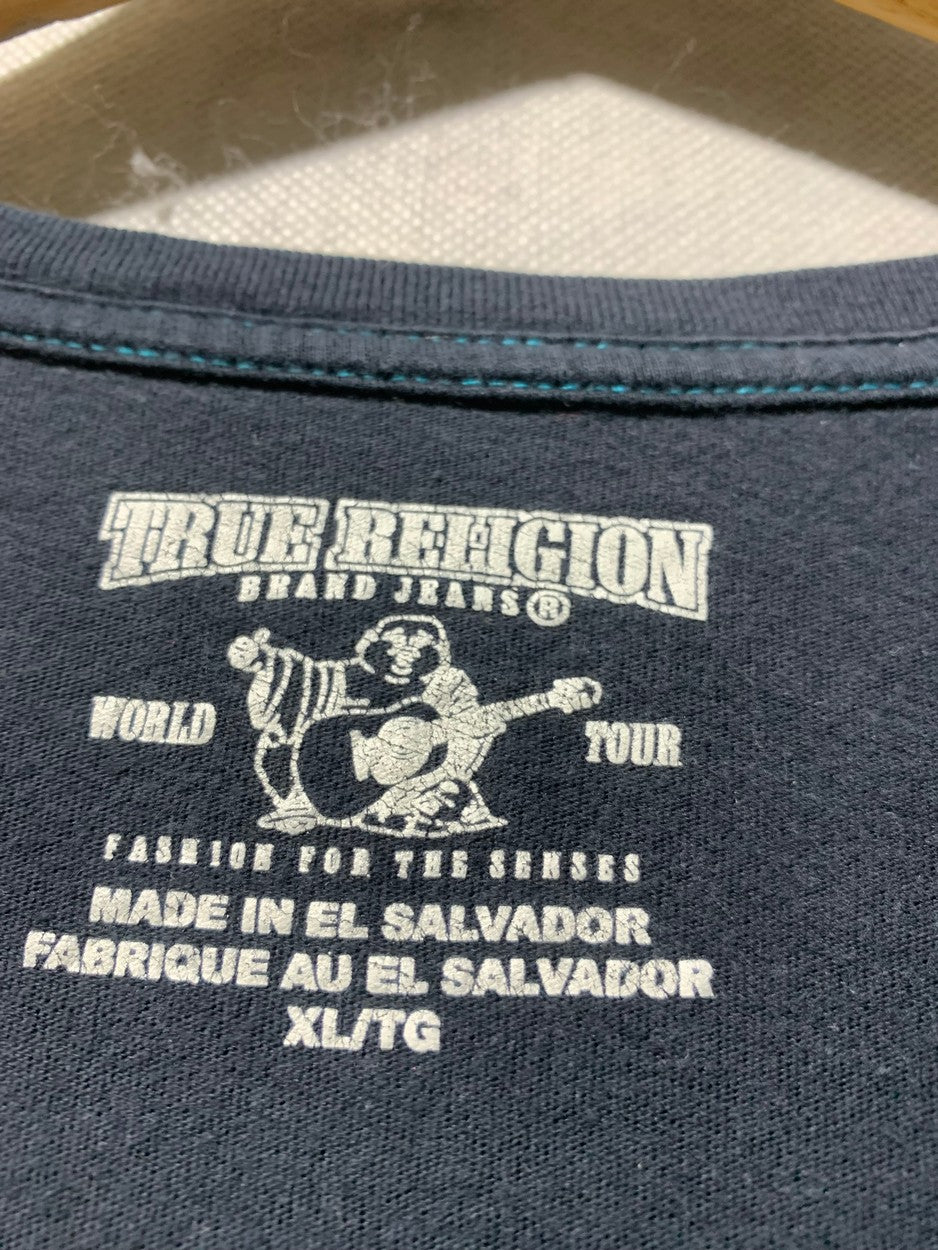 TRUE RELIGION
BRAND JEANS®
WORLD TOUR
FASHION FOR THE SENSES
MADE IN EL SALVADOR
FABRIQUE AU EL SALVADOR
XL/TG